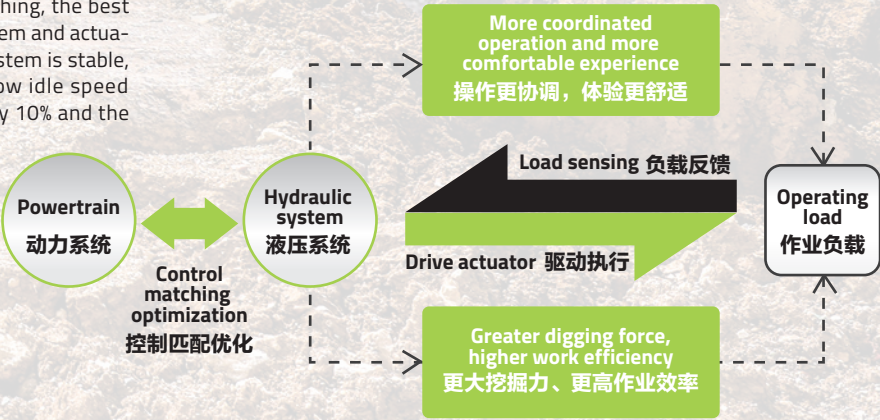 hing, the best
em and actua-
stem is stable,
ow idle speed
y 10% and the
More coordinated
operation and more
comfortable experience
操作更协调，体验更舒适
Load sensing 负载反馈
Powertrain
动力系统
Hydraulic
system
液压系统
Operating
load
作业负载
Drive actuator 驱动执行
Control
matching
optimization
控制匹配优化
Greater digging force,
higher work efficiency
更大挖掘力、更高作业效率